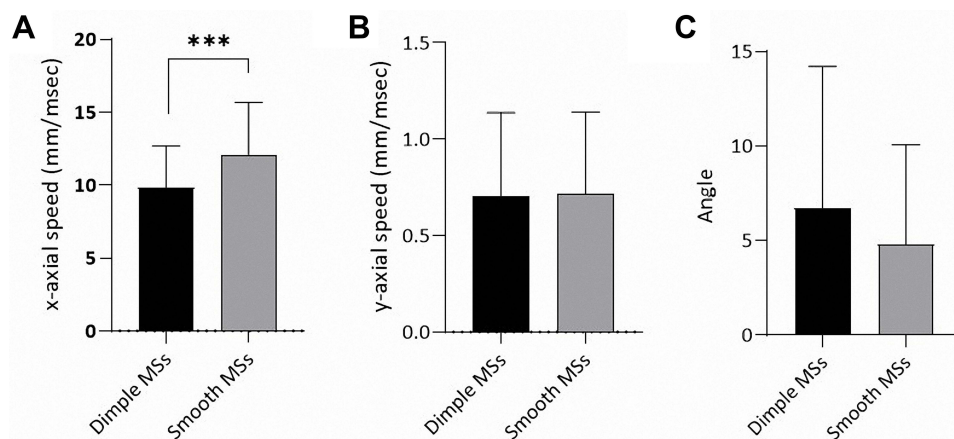 A
x-axial speed (mm/msec)
20
15
10
5
0
***
Dimple MSs
Smooth MSs
B
y-axial speed (mm/msec)
1.5
1.0
0.5
0.0
Dimple MSs
Smooth MSs
C
Angle
15
10
5
0
Dimple MSs
Smooth MSs